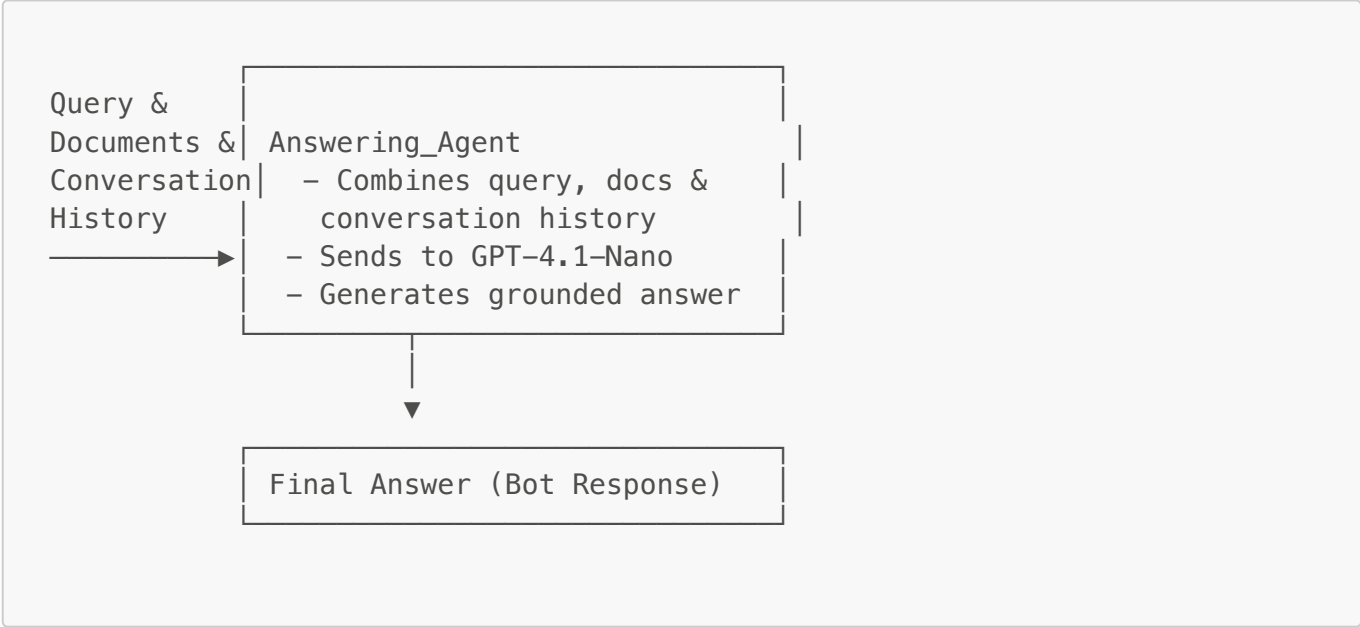 Query &
Documents & Answering_Agent
Conversation – Combines query, docs &
History conversation history
– Sends to GPT–4.1–Nano
– Generates grounded answer
Final Answer (Bot Response)